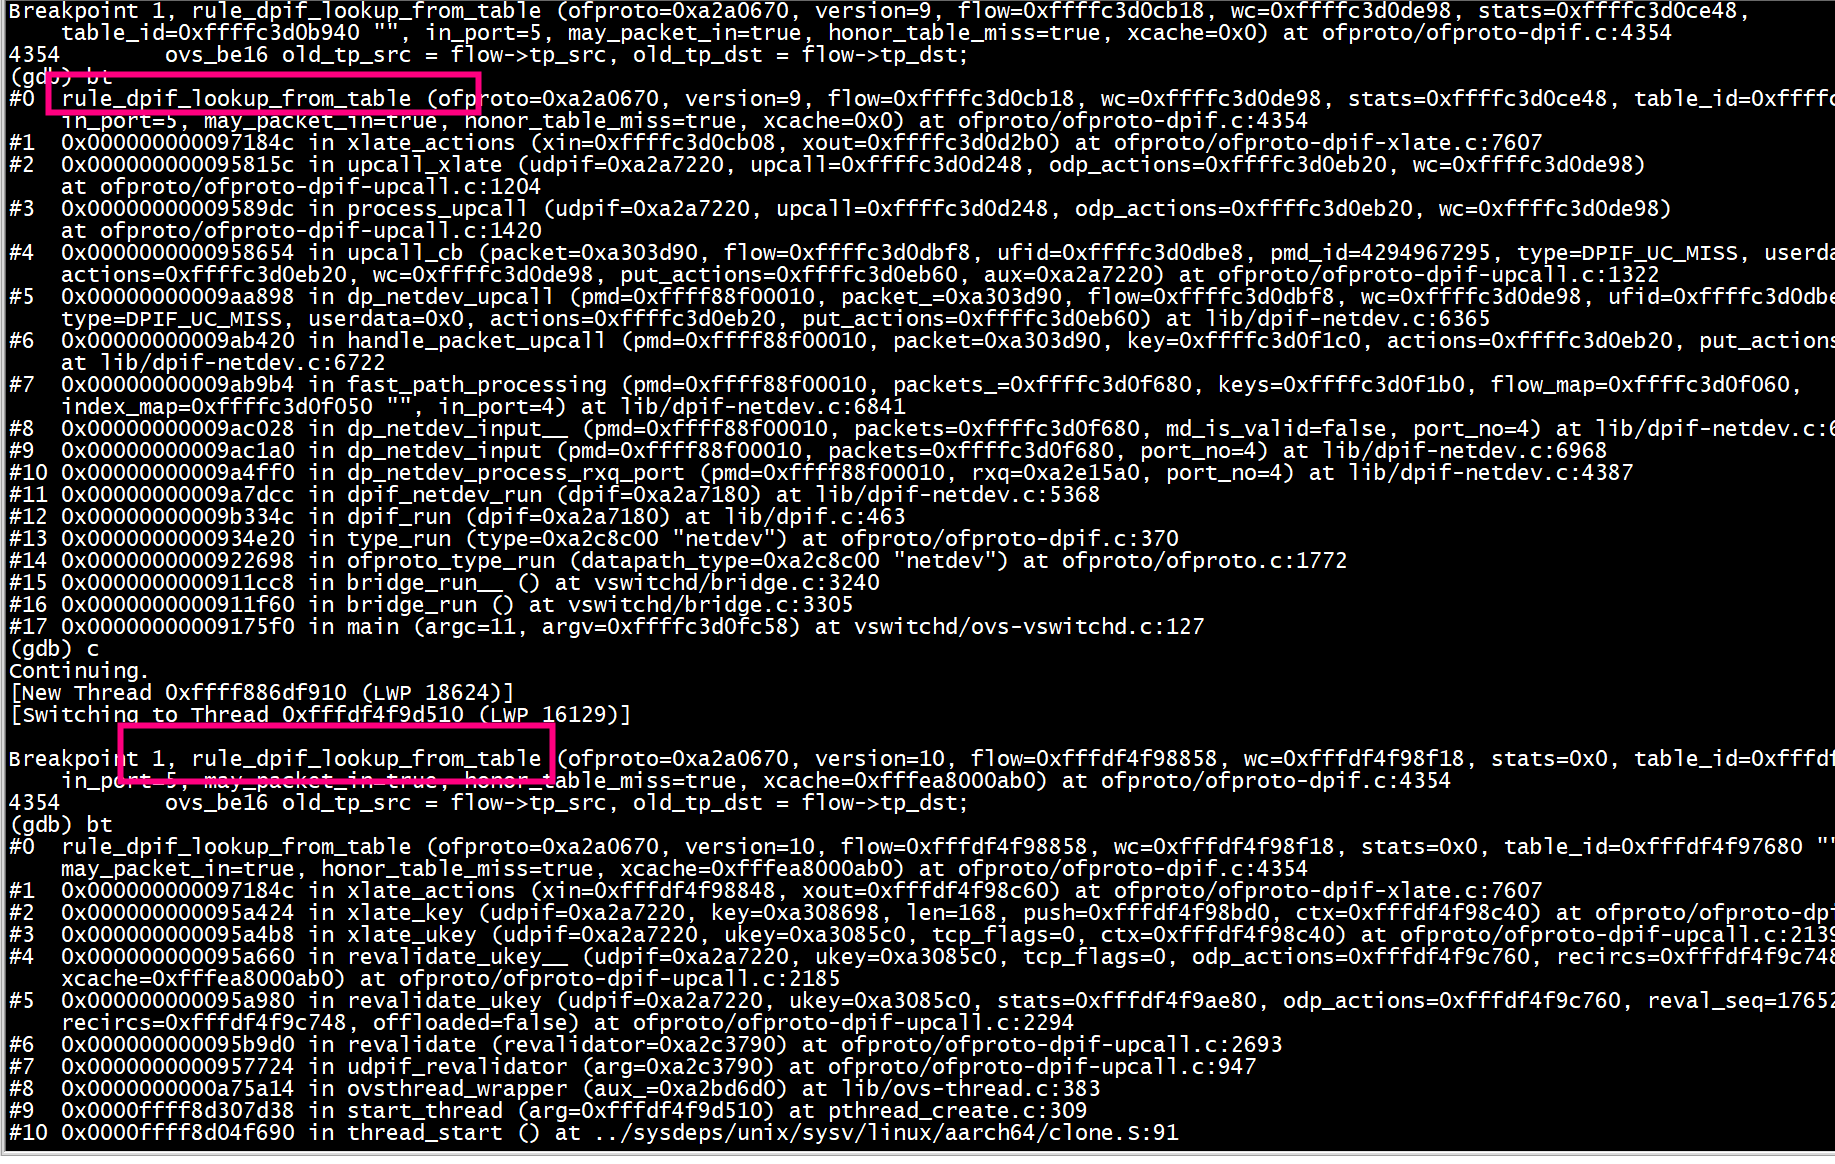 Breakpoint 1, rule_dpif_lookup_from_table (ofproto=0xa2a0670, version=9, flow=0xffffc3d0cb18, wc=0xffffc3d0de98, stats=0xffffc3d0ce48,
table_id=0xffffc3d0b940 "", in_port=5, may_packet_in=true, honor_table_miss=true, xcache=0x0) at ofproto/ofproto-dpif.c:4354
4354        ovs_be16 old_tp_src = flow->tp_src, old_tp_dst = flow->tp_dst;
(gdb) bt
#0  rule_dpif_lookup_from_table (ofproto=0xa2a0670, version=9, flow=0xffffc3d0cb18, wc=0xffffc3d0de98, stats=0xffffc3d0ce48, table_id=0xffffc
in_port=5, may_packet_in=true, honor_table_miss=true, xcache=0x0) at ofproto/ofproto-dpif.c:4354
#1  0x000000000097184c in xlate_actions (xin=0xffffc3d0cb08, xout=0xffffc3d0d2b0) at ofproto/ofproto-dpif-xlate.c:7607
#2  0x000000000095815c in upcall_xlate (udpif=0xa2a7220, upcall=0xffffc3d0d248, odp_actions=0xffffc3d0eb20, wc=0xffffc3d0de98)
at ofproto/ofproto-dpif-upcall.c:1204
#3  0x00000000009589dc in process_upcall (udpif=0xa2a7220, upcall=0xffffc3d0d248, odp_actions=0xffffc3d0eb20, wc=0xffffc3d0de98)
at ofproto/ofproto-dpif-upcall.c:1420
#4  0x0000000000958654 in upcall_cb (packet=0xa303d90, flow=0xffffc3d0dbf8, ufid=0xffffc3d0dbe8, pmd_id=4294967295, type=DPIF_UC_MISS, userda
actions=0xffffc3d0eb20, wc=0xffffc3d0de98, put_actions=0xffffc3d0eb60, aux=0xa2a7220) at ofproto/ofproto-dpif-upcall.c:1322
#5  0x00000000009aa898 in dp_netdev_upcall (pmd=0xffff88f00010, packet_=0xa303d90, flow=0xffffc3d0dbf8, wc=0xffffc3d0de98, ufid=0xffffc3d0dbe
type=DPIF_UC_MISS, userdata=0x0, actions=0xffffc3d0eb20, put_actions=0xffffc3d0eb60) at lib/dpif-netdev.c:6365
#6  0x00000000009ab420 in handle_packet_upcall (pmd=0xffff88f00010, packet=0xa303d90, key=0xffffc3d0f1c0, actions=0xffffc3d0eb20, put_actions
at lib/dpif-netdev.c:6722
#7  0x00000000009ab9b4 in fast_path_processing (pmd=0xffff88f00010, packets_=0xffffc3d0f680, keys=0xffffc3d0f1b0, flow_map=0xffffc3d0f060,
index_map=0xffffc3d0f050 "", in_port=4) at lib/dpif-netdev.c:6841
#8  0x00000000009ac028 in dp_netdev_input__ (pmd=0xffff88f00010, packets=0xffffc3d0f680, md_is_valid=false, port_no=4) at lib/dpif-netdev.c:6
#9  0x00000000009ac1a0 in dp_netdev_input (pmd=0xffff88f00010, packets=0xffffc3d0f680, port_no=4) at lib/dpif-netdev.c:6968
#10 0x00000000009a4ff0 in dp_netdev_process_rxq_port (pmd=0xffff88f00010, rxq=0xa2e15a0, port_no=4) at lib/dpif-netdev.c:4387
#11 0x00000000009a7dcc in dpif_netdev_run (dpif=0xa2a7180) at lib/dpif-netdev.c:5368
#12 0x00000000009b334c in dpif_run (dpif=0xa2a7180) at lib/dpif.c:463
#13 0x0000000000934e20 in type_run (type=0xa2c8c00 "netdev") at ofproto/ofproto-dpif.c:370
#14 0x0000000000922698 in ofproto_type_run (datapath_type=0xa2c8c00 "netdev") at ofproto/ofproto.c:1772
#15 0x0000000000911cc8 in bridge_run__ () at vswitchd/bridge.c:3240
#16 0x0000000000911f60 in bridge_run () at vswitchd/bridge.c:3305
#17 0x00000000009175f0 in main (argc=11, argv=0xffffc3d0fc58) at vswitchd/ovs-vswitchd.c:127
(gdb) c
Continuing.
[New Thread 0xffff886df910 (LWP 18624)]
[Switching to Thread 0xfffdf4f9d510 (LWP 16129)]
Breakpoint 1, rule_dpif_lookup_from_table (ofproto=0xa2a0670, version=10, flow=0xfffdf4f98858, wc=0xfffdf4f98f18, stats=0x0, table_id=0xfffdf
in_port=5, may_packet_in=true, honor_table_miss=true, xcache=0xfffea8000ab0) at ofproto/ofproto-dpif.c:4354
4354        ovs_be16 old_tp_src = flow->tp_src, old_tp_dst = flow->tp_dst;
(gdb) bt
#0  rule_dpif_lookup_from_table (ofproto=0xa2a0670, version=10, flow=0xfffdf4f98858, wc=0xfffdf4f98f18, stats=0x0, table_id=0xfffdf4f97680 ""
may_packet_in=true, honor_table_miss=true, xcache=0xfffea8000ab0) at ofproto/ofproto-dpif.c:4354
#1  0x000000000097184c in xlate_actions (xin=0xfffdf4f98848, xout=0xfffdf4f98c60) at ofproto/ofproto-dpif-xlate.c:7607
#2  0x000000000095a424 in xlate_key (udpif=0xa2a7220, key=0xa308698, len=168, push=0xfffdf4f98bd0, ctx=0xfffdf4f98c40) at ofproto/ofproto-dpi
#3  0x000000000095a4b8 in xlate_ukey (udpif=0xa2a7220, ukey=0xa3085c0, tcp_flags=0, ctx=0xfffdf4f98c40) at ofproto/ofproto-dpif-upcall.c:2139
#4  0x000000000095a660 in revalidate_ukey__ (udpif=0xa2a7220, ukey=0xa3085c0, tcp_flags=0, odp_actions=0xfffdf4f9c760, recircs=0xfffdf4f9c748
xcache=0xfffea8000ab0) at ofproto/ofproto-dpif-upcall.c:2185
#5  0x000000000095a980 in revalidate_ukey (udpif=0xa2a7220, ukey=0xa3085c0, stats=0xfffdf4f9ae80, odp_actions=0xfffdf4f9c760, reval_seq=17652
recircs=0xfffdf4f9c748, offloaded=false) at ofproto/ofproto-dpif-upcall.c:2294
#6  0x000000000095b9d0 in revalidate (revalidator=0xa2c3790) at ofproto/ofproto-dpif-upcall.c:2693
#7  0x0000000000957724 in udpif_revalidator (arg=0xa2c3790) at ofproto/ofproto-dpif-upcall.c:947
#8  0x0000000000a75a14 in ovsthread_wrapper (aux_=0xa2bd6d0) at lib/ovs-thread.c:383
#9  0x0000ffff8d307d38 in start_thread (arg=0xfffdf4f9d510) at pthread_create.c:309
#10 0x0000ffff8d04f690 in thread_start () at ../sysdeps/unix/sysv/linux/aarch64/clone.S:91